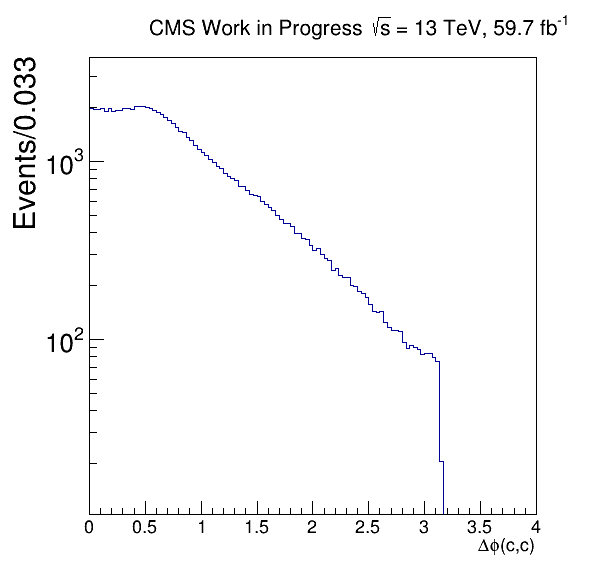 CMS Work in Progress √s = 13 TeV, 59.7 fb⁻¹
Events/0.033
10³
10²
0 0.5 1 1.5 2 2.5 3 3.5 4
Δϕ(c,c)